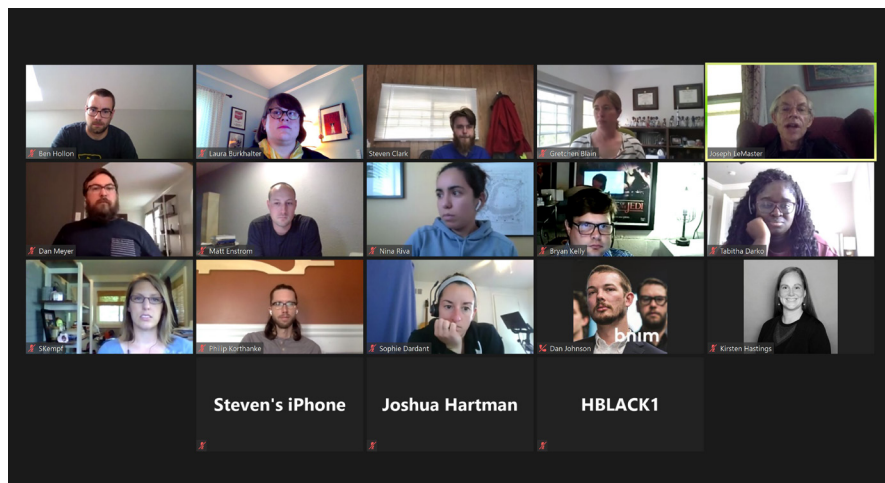 Ben Hollon
Laura Burkhalter
Steven Clark
Gretchen Blain
Joseph LeMaster
Dan Meyer
Matt Enstrom
Nina Riva
JEDI
Bryan Kelly
Tabitha Darko
SKempf
Philip Korthanke
Sophie Dardant
bnim
Dan Johnson
Kirsten Hastings
Steven's iPhone
Joshua Hartman
HBLACK1